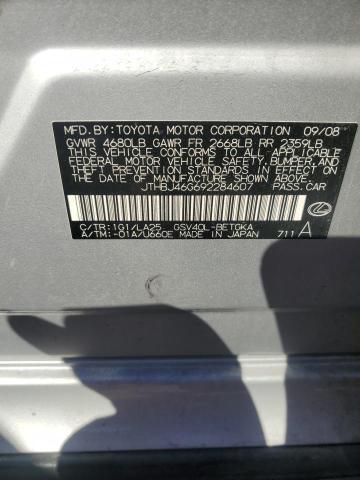 MFD.BY:TOYOTA MOTOR CORPORATION 09/08
GVWR 4680LB GAWR FR 2668LB RR 2359LB
THIS VEHICLE CONFORMS TO ALL APPLICABLE
FEDERAL MOTOR VEHICLE SAFETY, BUMPER, AND
THEFT PREVENTION STANDARDS IN EFFECT ON
THE DATE OF MANUFACTURE SHOWN ABOVE.
JTHBJ46G692284607 PASS.CAR
C/TR:1G1/LA25 GSV40L-BETGKA
A/TM:-01A/U660E MADE IN JAPAN 711A